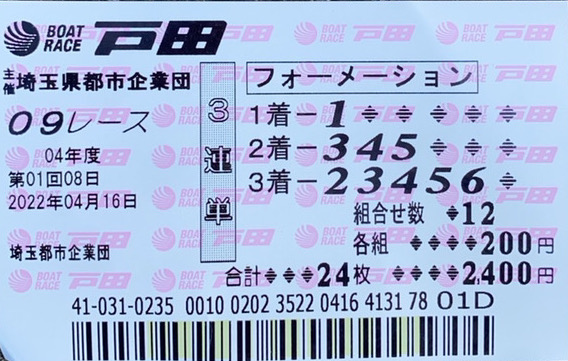 BOAT RACE 戸田
主催 埼玉県都市企業団
09レース
04年度
第01回08日
2022年04月16日
埼玉都市企業団
3連単
フォーメーション
1着－1
2着－345
3着－23456
組合せ数 12
各組 200円
合計 24枚 2,400円
41-031-0235 0010 0202 3522 0416 4131 78 01D